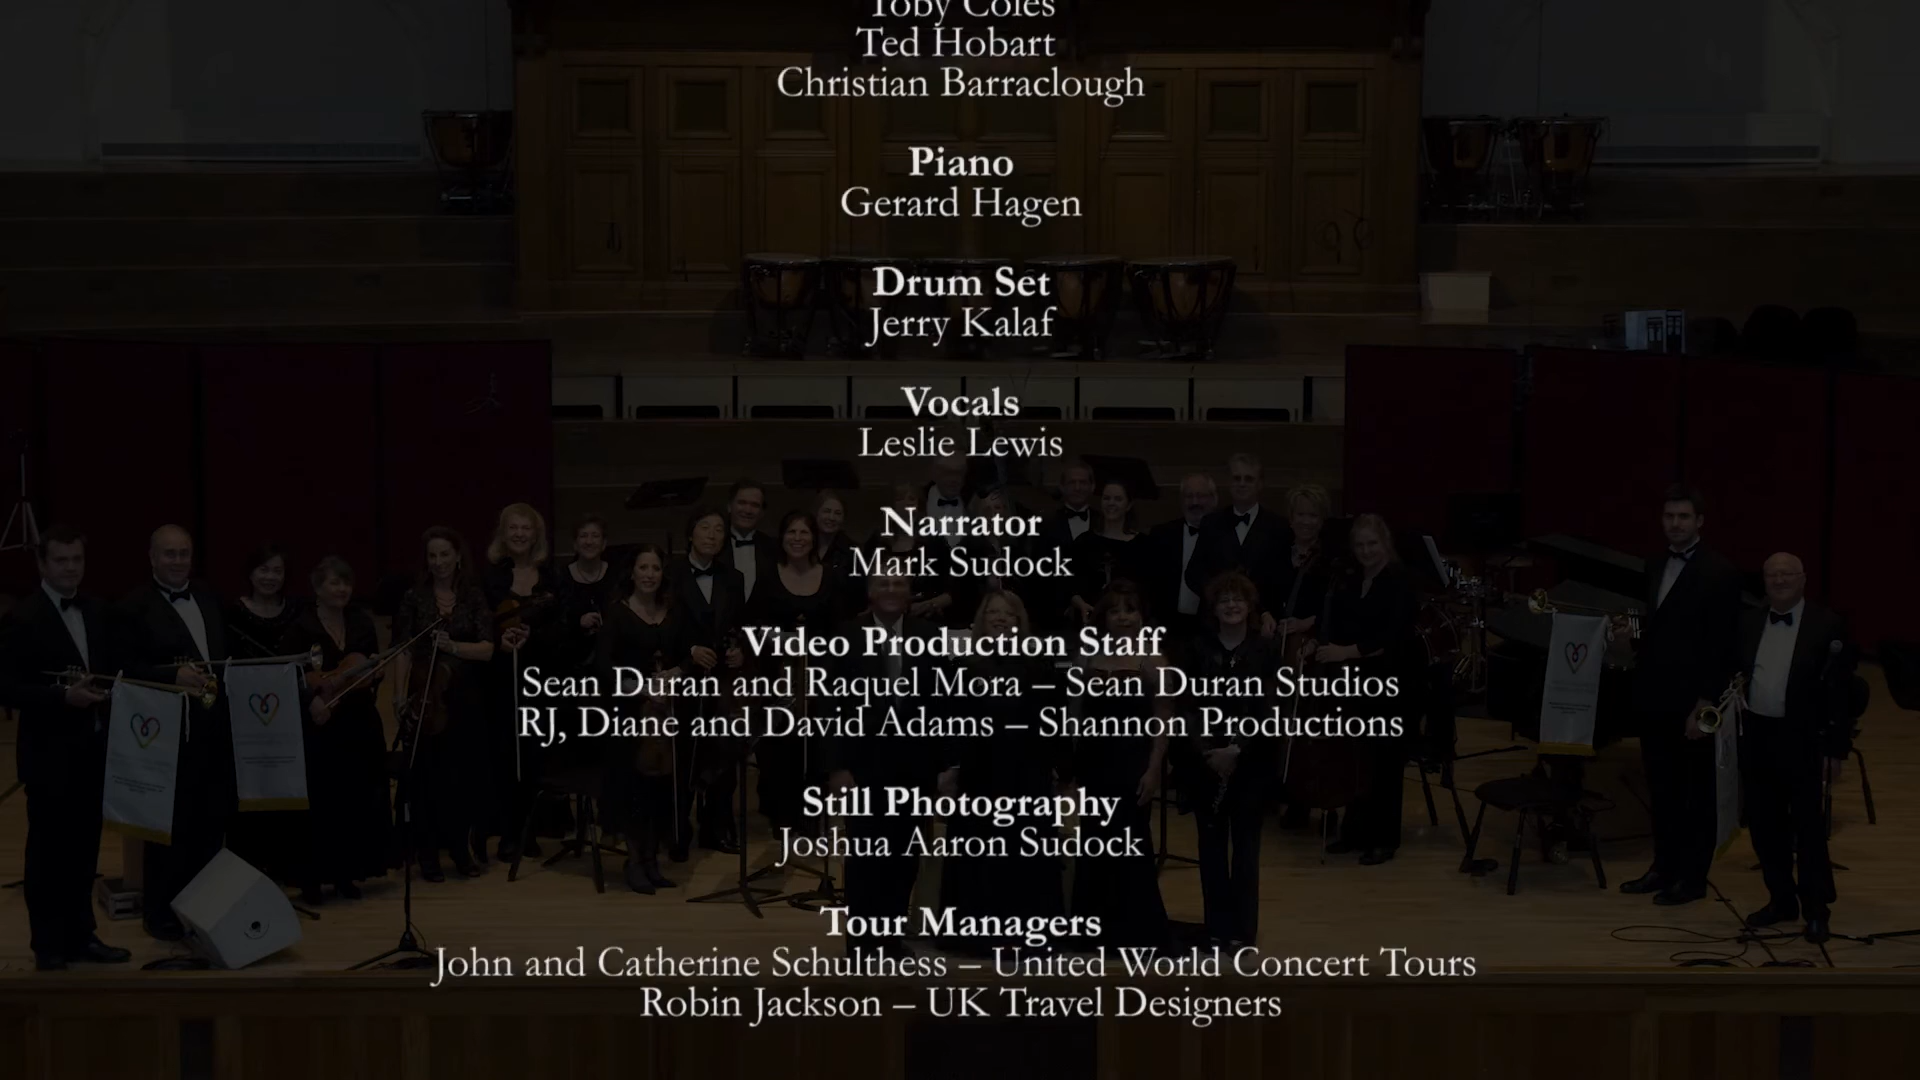 Toby Coles
Ted Hobart
Christian Barraclough
Piano
Gerard Hagen
Drum Set
Jerry Kalaf
Vocals
Leslie Lewis
Narrator
Mark Sudock
Video Production Staff
Sean Duran and Raquel Mora – Sean Duran Studios
RJ, Diane and David Adams – Shannon Productions
Still Photography
Joshua Aaron Sudock
Tour Managers
John and Catherine Schulthess – United World Concert Tours
Robin Jackson – UK Travel Designers